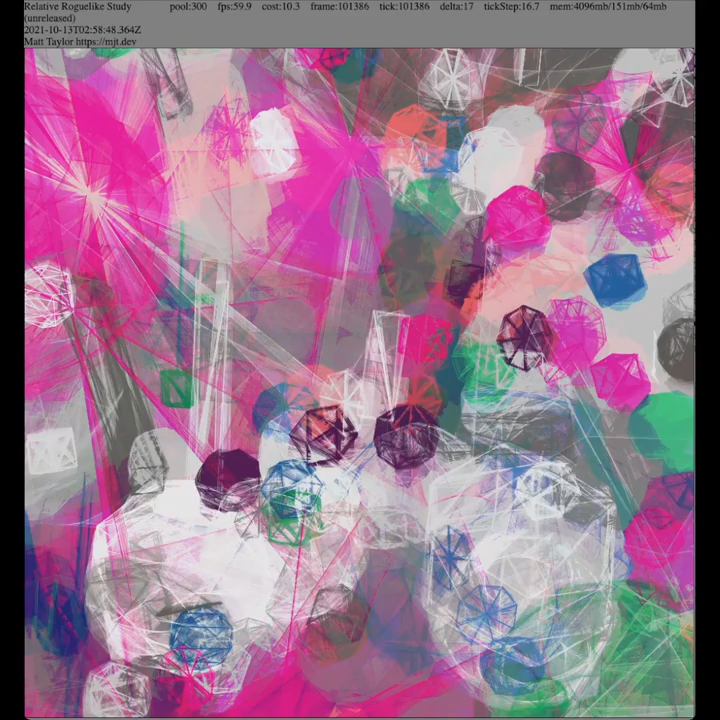 Relative Roguelike Study pool:300 fps:59.9 cost:10.3 frame:101386 tick:101386 delta:17 tickStep:16.7 mem:4096mb/151mb/64mb
(unreleased)
2021-10-13T02:58:48.364Z
Matt Taylor https://mjt.dev